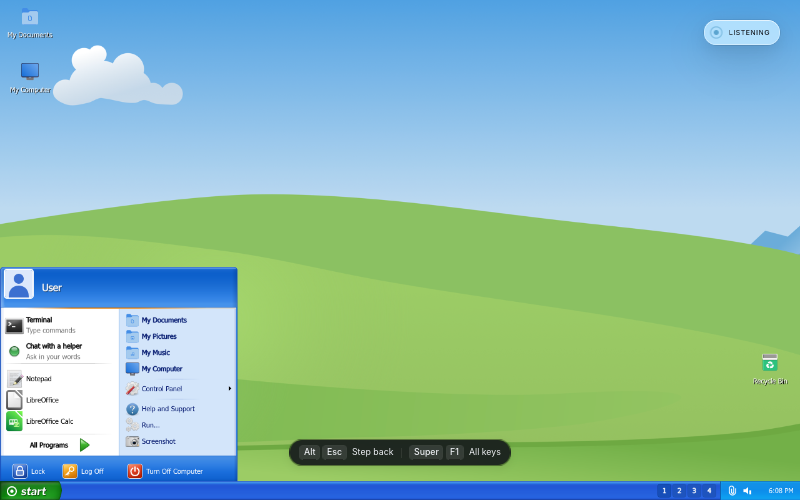 My Documents
My Computer
LISTENING
User
Terminal
Type commands
Chat with a helper
Ask in your words
Notepad
LibreOffice
LibreOffice Calc
All Programs
My Documents
My Pictures
My Music
My Computer
Control Panel
Help and Support
Run...
Screenshot
Lock
Log Off
Turn Off Computer
Recycle Bin
Alt Esc Step back Super F1 All keys
start
1 2 3 4
6:08 PM